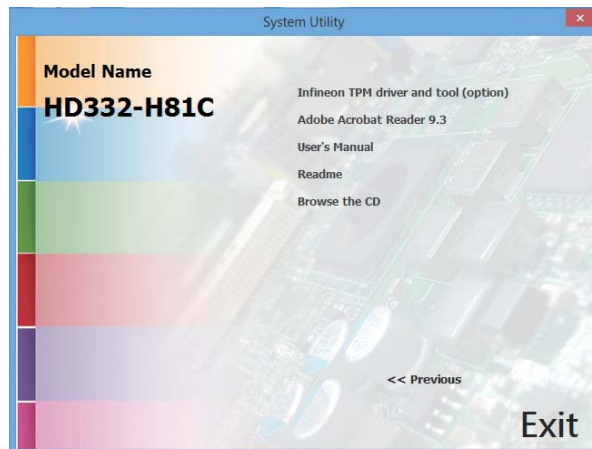 System Utility
Model Name
HD332-H81C
Infineon TPM driver and tool (option)
Adobe Acrobat Reader 9.3
User's Manual
Readme
Browse the CD
<< Previous
Exit